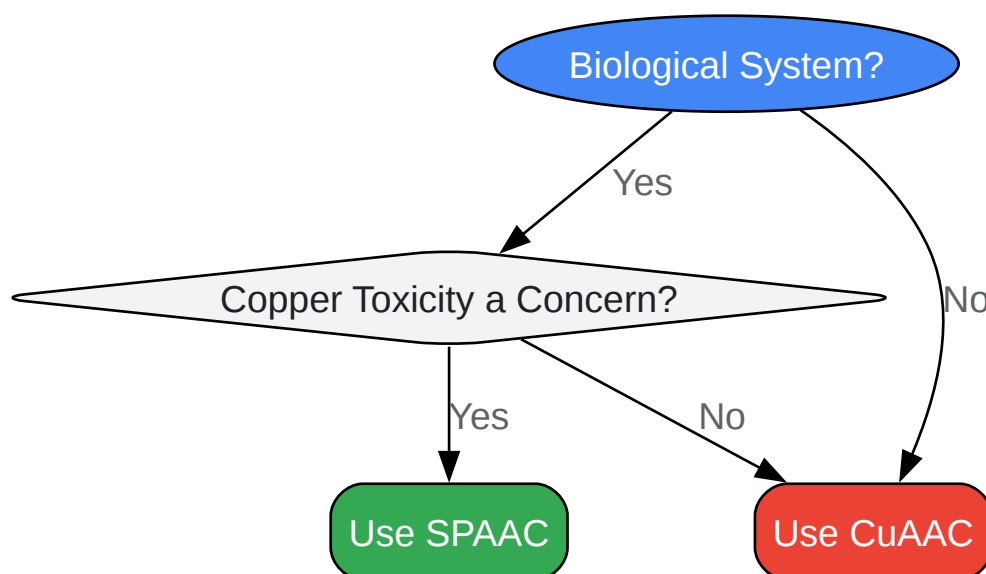 Biological System?
Yes
Copper Toxicity a Concern?
No
Yes
No
Use SPAAC
Use CuAAC